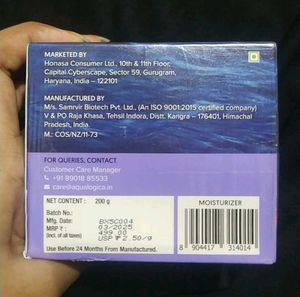 MARKETED BY
Honasa Consumer Ltd., 10th & 11th Floor,
Capital Cyberscape, Sector 59, Gurugram,
Haryana, India – 122101
MANUFACTURED BY
M/s. Samrvir Biotech Pvt. Ltd., (An ISO 9001:2015 certified company)
V & PO Raja Khasa, Tehsil Indora, Distt. Kangra – 176401, Himachal
Pradesh, India
M.: COS/NZ/11-73
FOR QUERIES, CONTACT
Customer Care Manager
+91 89018 85533
care@aqualogica.in
NET CONTENT: 200 g
Batch No.: BX5C004
Mfg. Date: 03/2025
MRP ₹: 499.00
(Incl. of all taxes) USP ₹ 2.50/g
Use Before 24 Months From Manufactured.
MOISTURIZER
8 904417 314014